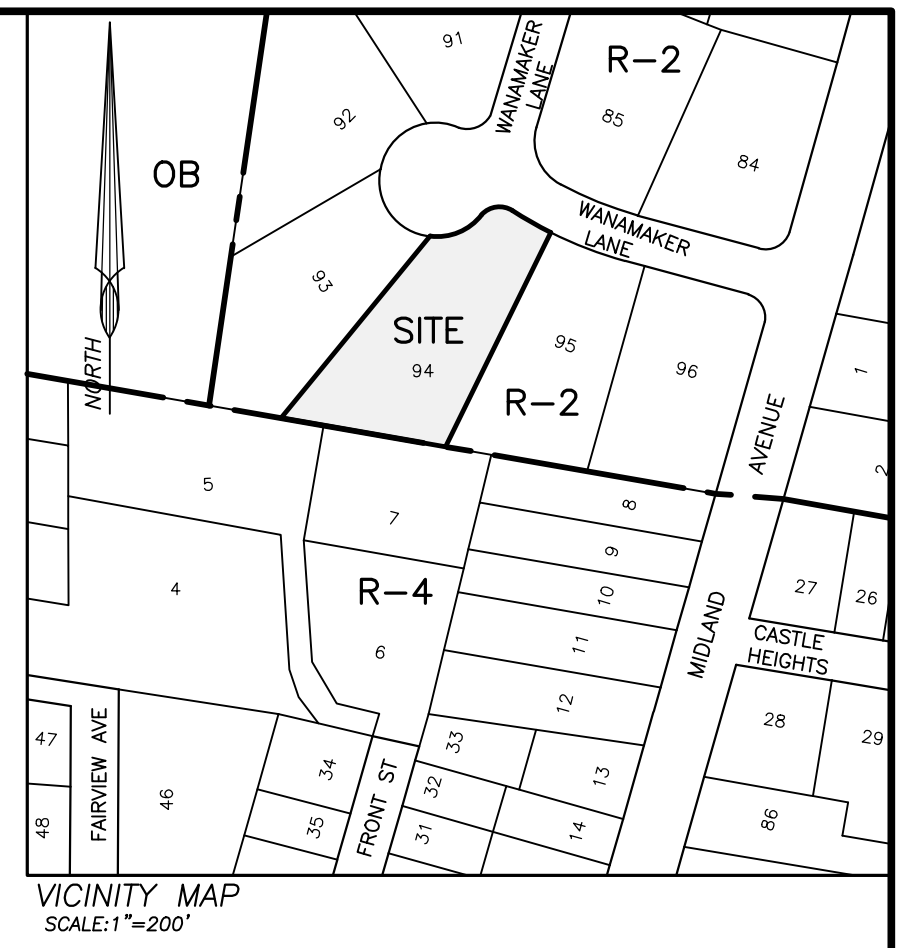 91
WANAMAKER
LANE
R-2
92
85
84
OB
WANAMAKER
LANE
93
SITE
94
95
96
R-2
NORTH
1
AVENUE
2
5
7
8
9
10
4
R-4
6
11
12
MIDLAND
27
26
CASTLE
HEIGHTS
28
29
47
FAIRVIEW AVE
46
48
34
35
FRONT ST
33
32
31
13
14
86
VICINITY MAP
SCALE:1"=200'